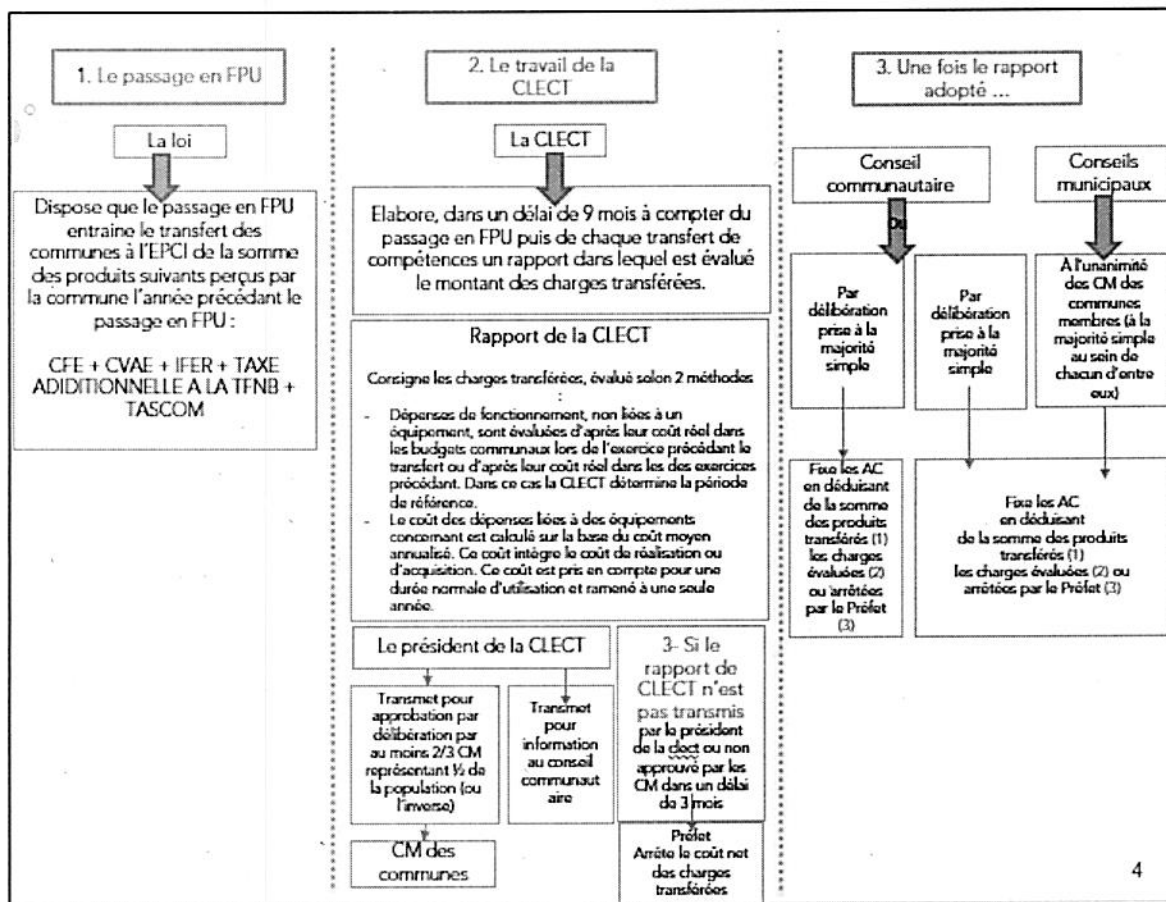 1. Le passage en FPU
La loi
Dispose que le passage en FPU
entraine le transfert des
communes à l'EPCI de la somme
des produits suivants perçus par
la commune l'année précédant le
passage en FPU :
CFE + CVAE + IFER + TAXE
ADIDITIONNELLE A LA TFNB +
TASCOM
2. Le travail de la
CLECT
La CLECT
Elabore, dans un délai de 9 mois à compter du
passage en FPU puis de chaque transfert de
compétences un rapport dans lequel est évalué
le montant des charges transférées.
Rapport de la CLECT
Consigne les charges transférées, évalué selon 2 méthodes
:
- Dépenses de fonctionnement, non liées à un
équipement, sont évaluées d'après leur coût réel dans
les budgets communaux lors de l'exercice précédant le
transfert ou d'après leur coût réel dans les des exercices
précédant. Dans ce cas la CLECT détermine la période
de référence.
- Le coût des dépenses liées à des équipements
concernant est calculé sur la base du coût moyen
annualisé. Ce coût intègre le coût de réalisation ou
d'acquisition. Ce coût est pris en compte pour une
durée normale d'utilisation et ramené à une seule
année.
Le président de la CLECT
Transmet pour
approbation par
délibération par
au moins 2/3 CM
représentant ½ de
la population (ou
l'inverse)
CM des
communes
Transmet
pour
information
au conseil
communaut
aire
3- Si le
rapport de
CLECT n'est
pas transmis
par le président
de la clect ou non
approuvé par les
CM dans un délai
de 3 mois
Préfet
Arrête le coût net
des charges
transférées
3. Une fois le rapport
adopté ...
Conseil
communautaire
Conseils
municipaux
OU
Par
délibération
prise à la
majorité
simple
Par
délibération
prise à la
majorité
simple
A l'unanimité
des CM des
communes
membres (à la
majorité simple
au sein de
chacun d'entre
eux)
Fixe les AC
en déduisant
de la somme
des produits
transférés (1)
les charges
évaluées (2)
ou arrêtées
par le Préfet
(3)
Fixe les AC
en déduisant
de la somme des produits
transférés (1)
les charges évaluées (2) ou
arrêtées par le Préfet (3)
4